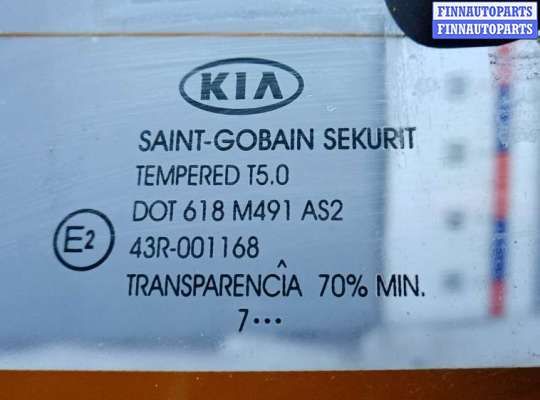 FINNAUTOPARTS
FINNAUTOPARTS
KIA
SAINT-GOBAIN SEKURIT
TEMPERED T5.0
DOT 618 M491 AS2
E2 43R-001168
TRANSPARENCÎA 70% MIN.
7•••